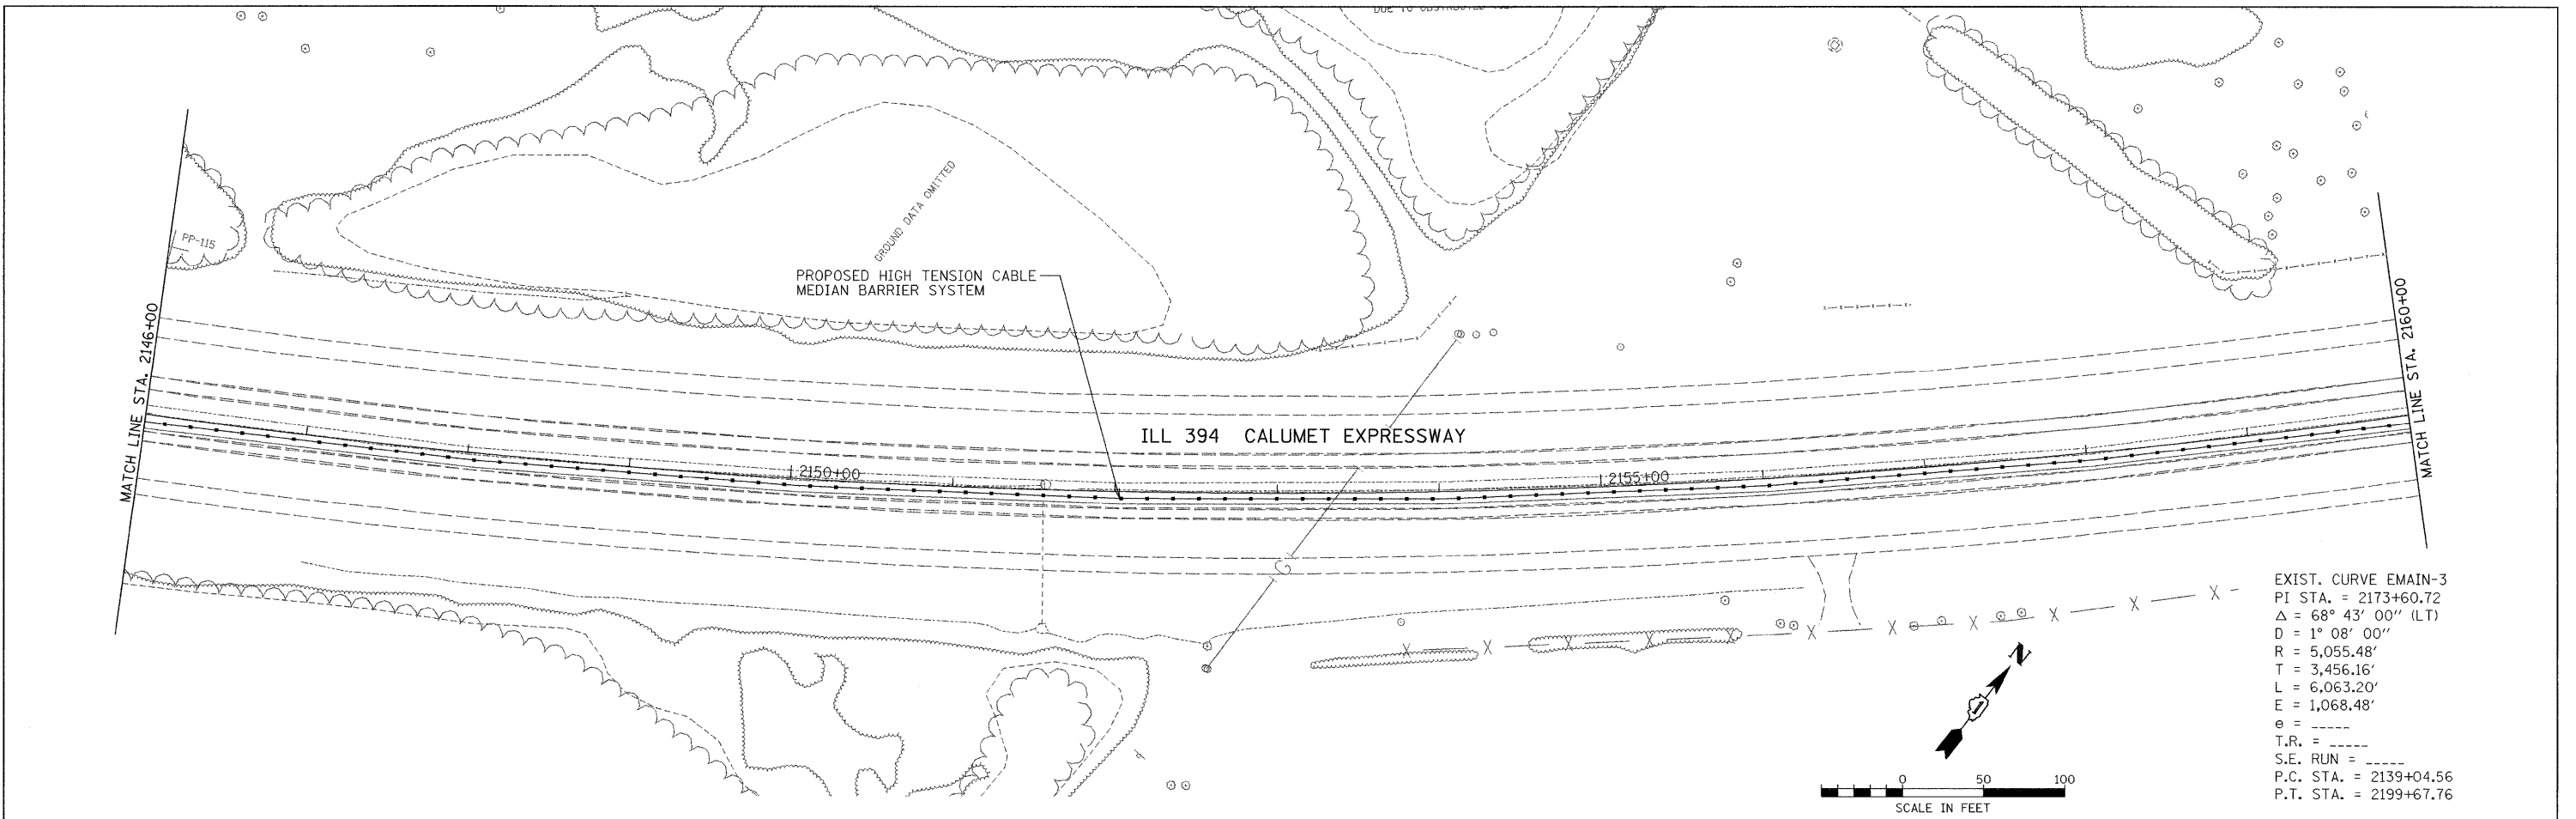 PP-115
GROUND DATA OMITTED
PROPOSED HIGH TENSION CABLE
MEDIAN BARRIER SYSTEM
MATCH LINE STA. 2146+00
MATCH LINE STA. 2160+00
ILL 394 CALUMET EXPRESSWAY
2150+00
2155+00
G
X X X X X X X X X X X
N
EXIST. CURVE EMAIN-3
PI STA. = 2173+60.72
Δ = 68° 43' 00" (LT)
D = 1° 08' 00"
R = 5,055.48'
T = 3,456.16'
L = 6,063.20'
E = 1,068.48'
e = _____
T.R. = _____
S.E. RUN = _____
P.C. STA. = 2139+04.56
P.T. STA. = 2199+67.76
0 50 100
SCALE IN FEET